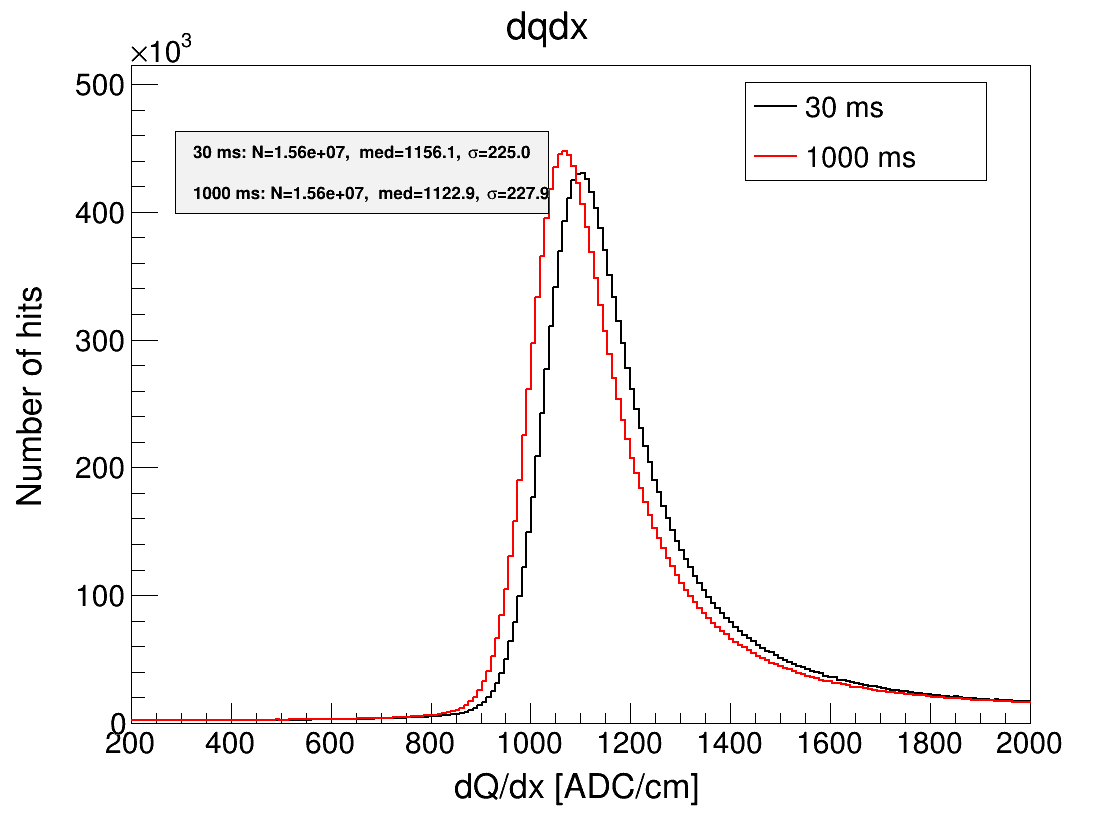 dqdx
×10³
500
400
300
200
100
0
Number of hits
30 ms: N=1.56e+07, med=1156.1, σ=225.0
1000 ms: N=1.56e+07, med=1122.9, σ=227.9
30 ms
1000 ms
200 400 600 800 1000 1200 1400 1600 1800 2000
dQ/dx [ADC/cm]